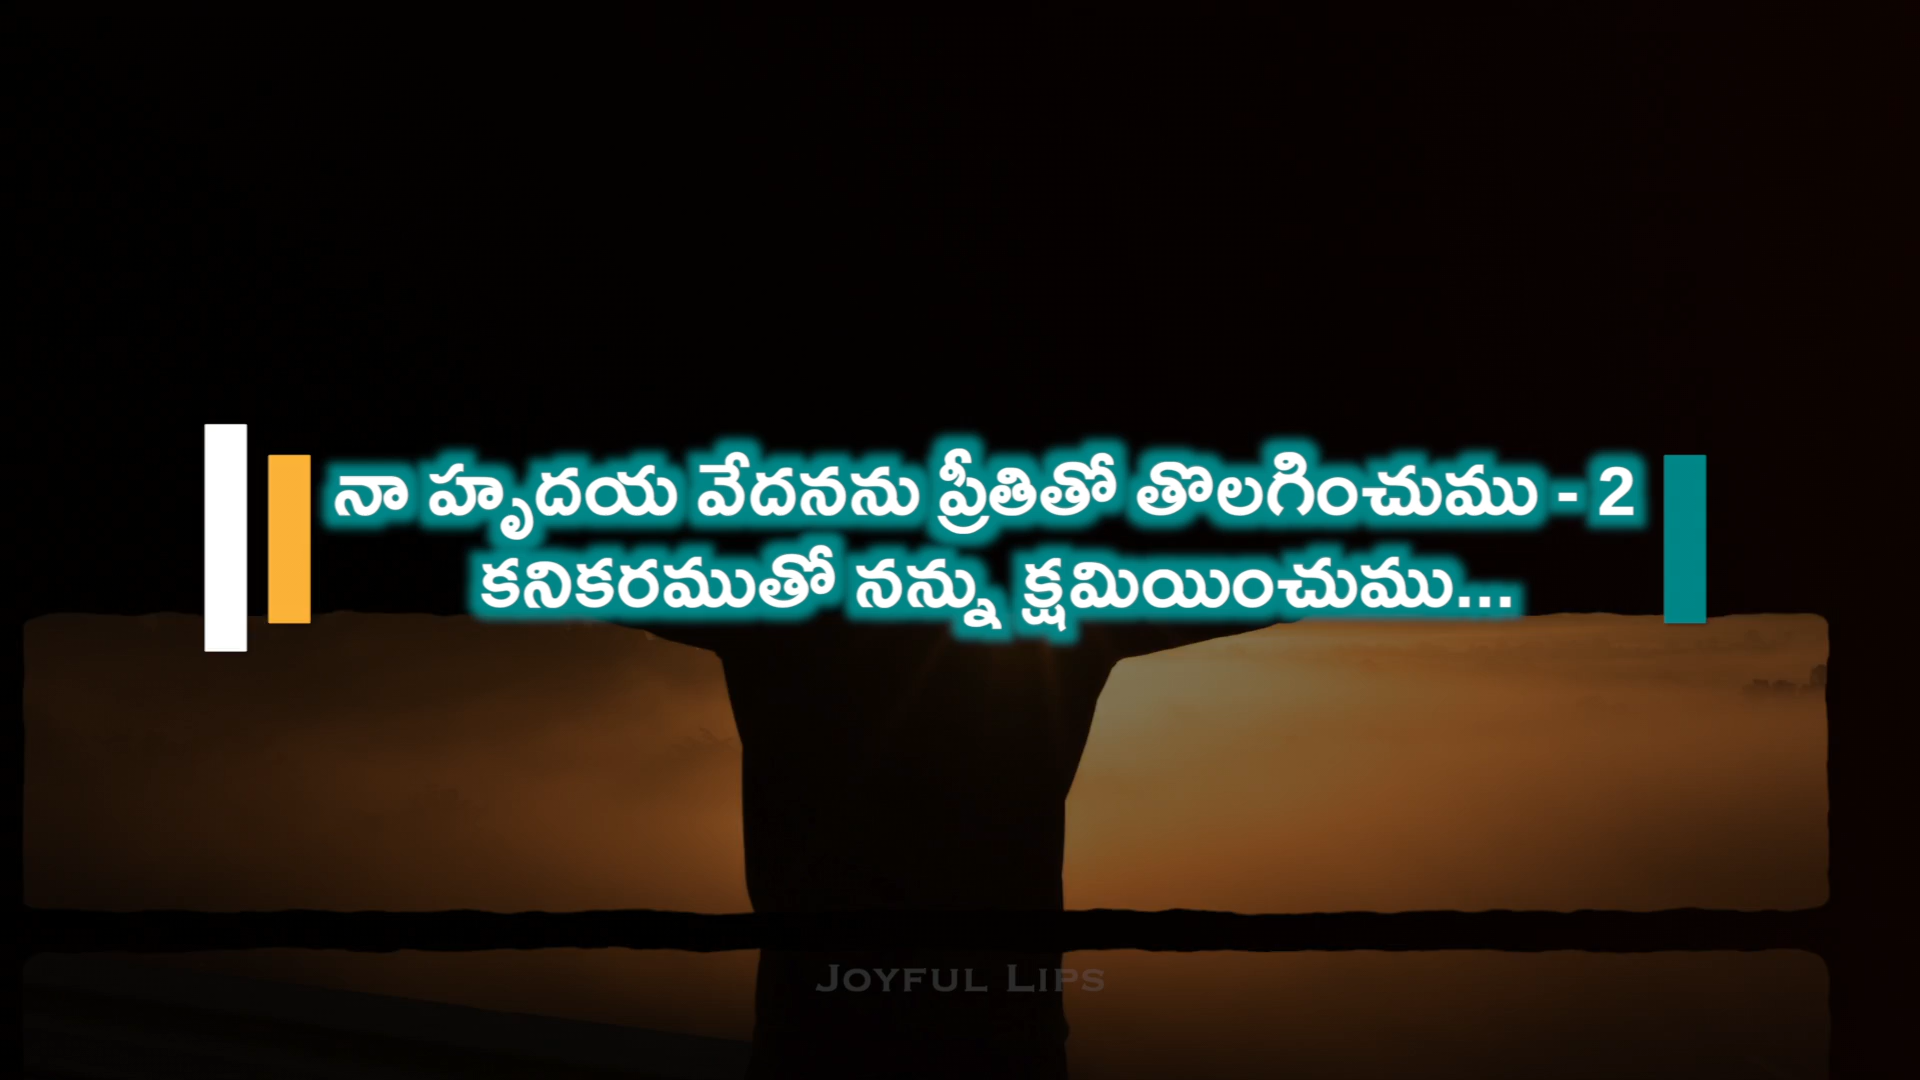 నా హృదయ వేదనను ప్రీతితో తొలగించుము - 2
కనికరముతో నన్ను క్షమియించుము...
JOYFUL LIPS